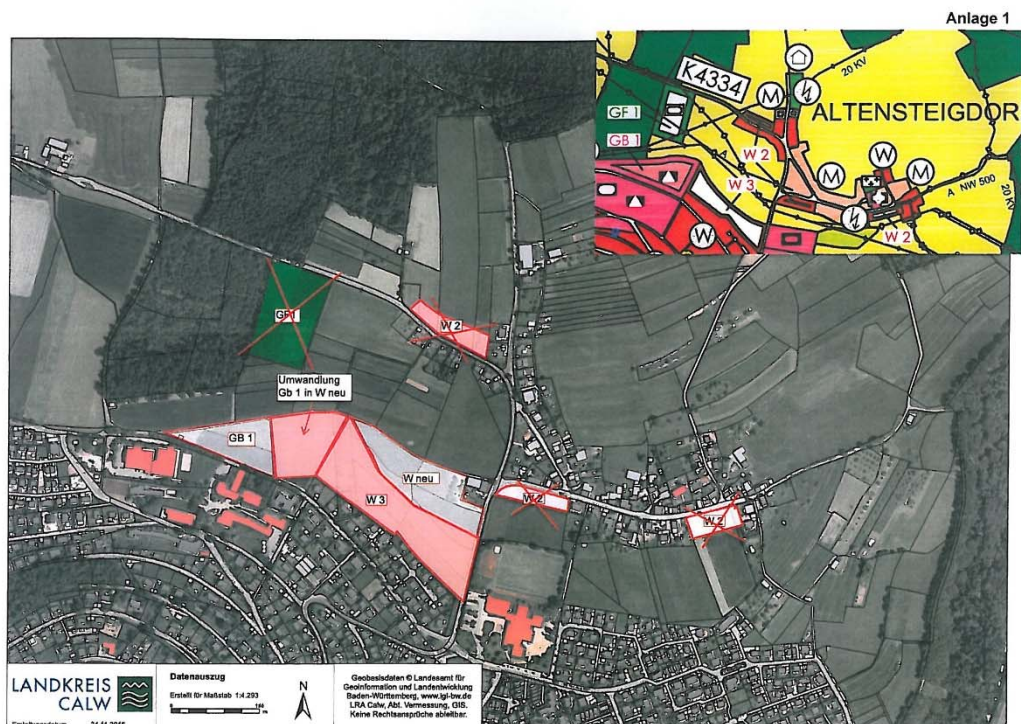 Anlage 1
K4334
20 KV
GF 1
GB 1
M
ALTENSTEIGDOR
W 2
W 3
M
W
M
A NW 500
20 KV
W
W 2
GF1
W 2
Umwandlung
Gb 1 in W neu
GB 1
W neu
W 3
W 2
W 2
LANDKREIS
CALW
Datenauszug
Erstellt für Maßstab 1:4.293
N
Geobasisdaten © Landesamt für
Geoinformation und Landentwicklung
Baden-Württemberg, www.lgl-bw.de
LRA Calw, Abt. Vermessung, GIS.
Keine Rechtsansprüche ableitbar.